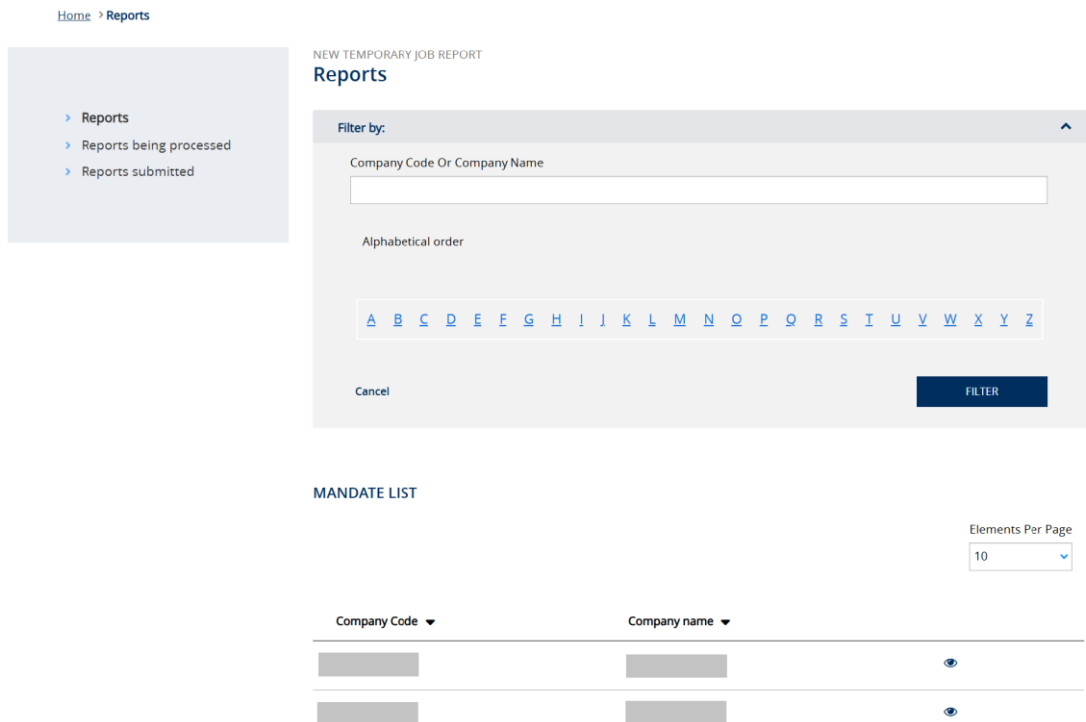 Home > Reports
Reports
Reports being processed
Reports submitted
NEW TEMPORARY JOB REPORT
Reports
Filter by:
Company Code Or Company Name
Alphabetical order
A B C D E F G H I J K L M N O P Q R S T U V W X Y Z
Cancel
FILTER
MANDATE LIST
Elements Per Page
10
Company Code Company name